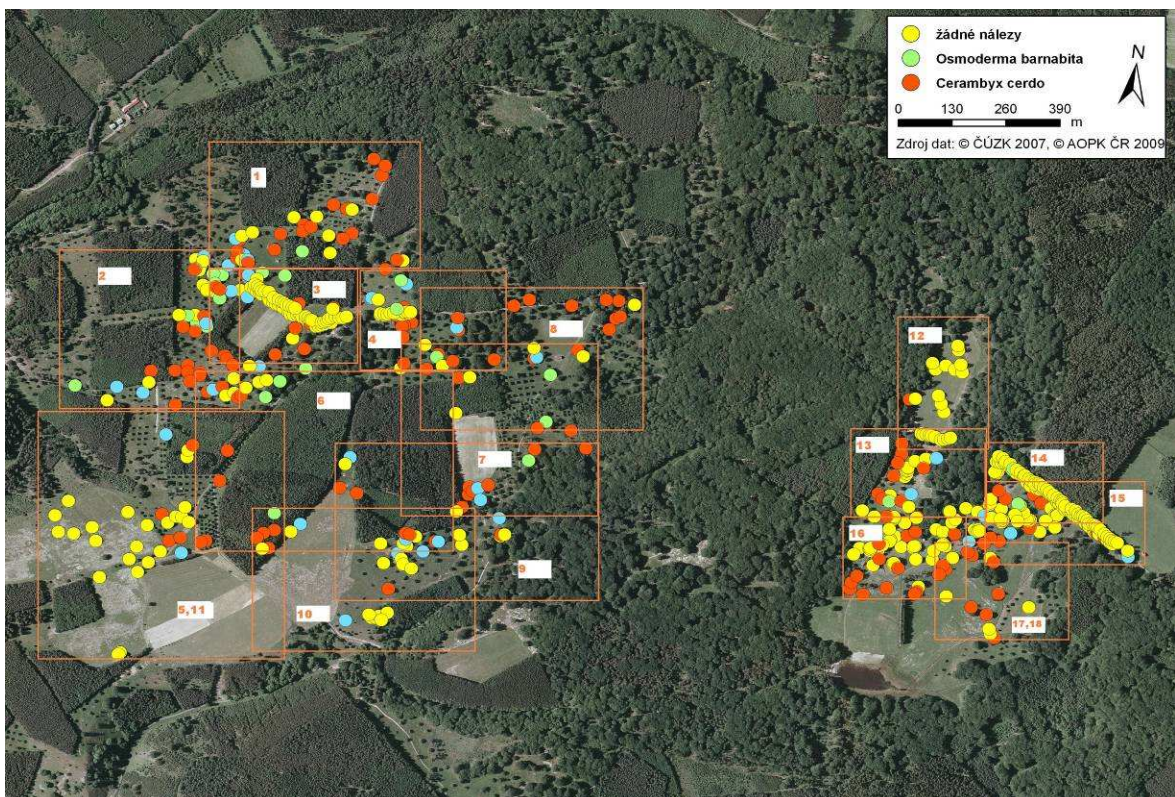 žádné nálezy
Osmoderma barnabita
Cerambyx cerdo
N
0 130 260 390
m
Zdroj dat: © ČÚZK 2007, © AOPK ČR 2009
1
2
3
4
8
6
7
5,11
10
9
12
13
14
15
16
17,18